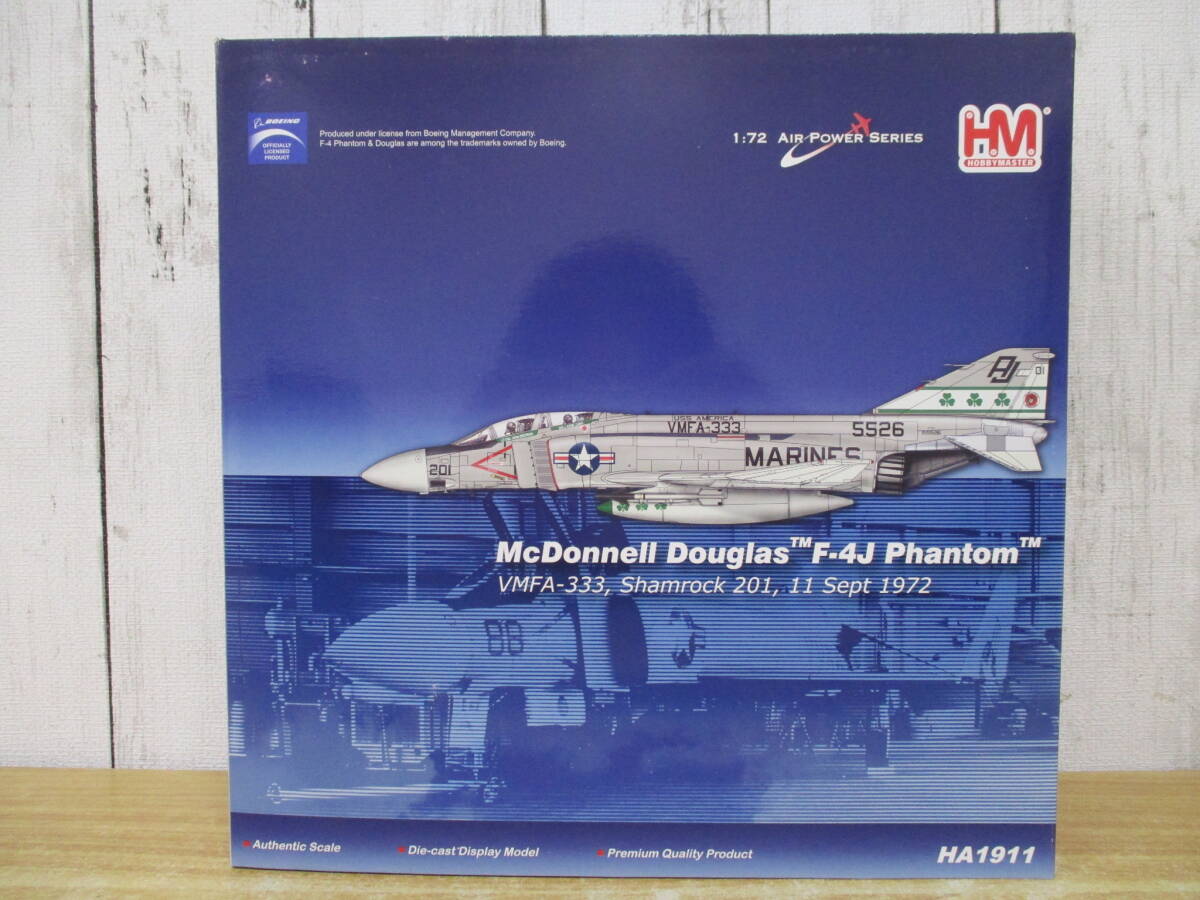 BOEING
OFFICIALLY
LICENSED
PRODUCT
Produced under license from Boeing Management Company.
F-4 Phantom & Douglas are among the trademarks owned by Boeing.
1:72 AIR POWER SERIES
H.M.
HOBBYMASTER
AJ
01
USS AMERICA
VMFA-333
5526
MARINES
201
McDonnell Douglas™ F-4J Phantom™
VMFA-333, Shamrock 201, 11 Sept 1972
88
Authentic Scale
Die-cast Display Model
Premium Quality Product
HA1911